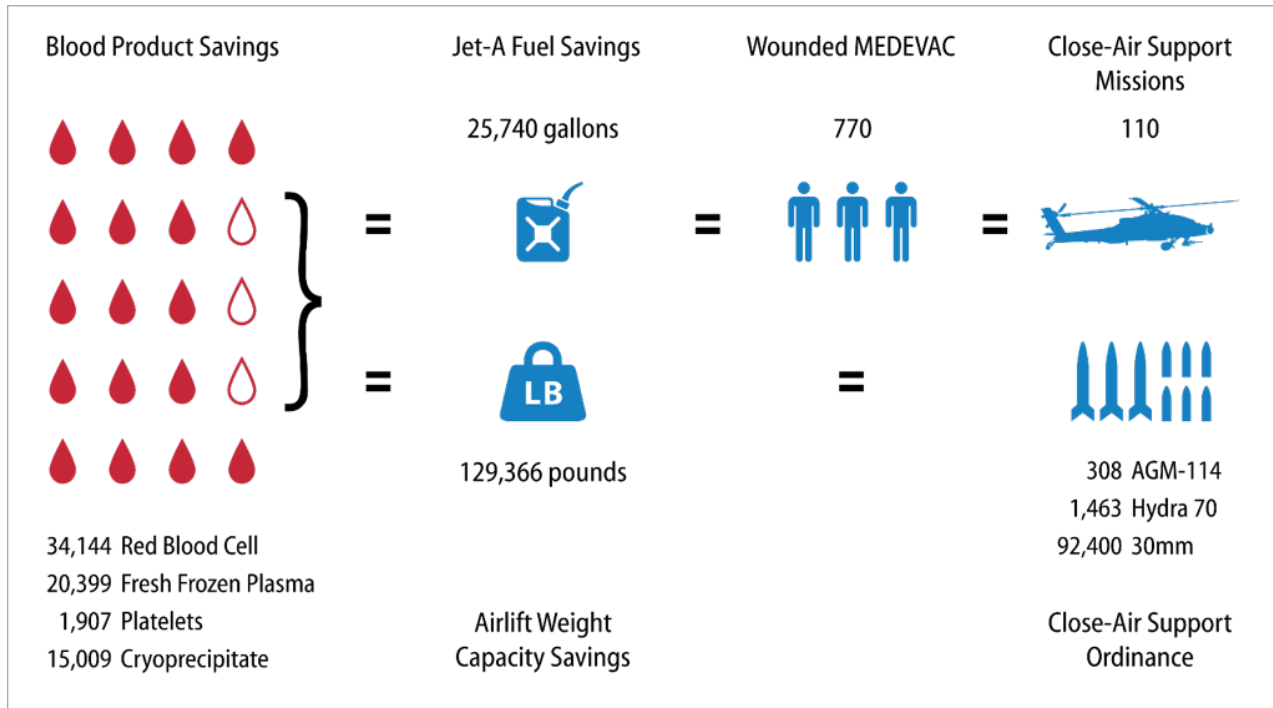 Blood Product Savings
Jet-A Fuel Savings
Wounded MEDEVAC
Close-Air Support
Missions
25,740 gallons
770
110
=
=
=
=
=
LB
129,366 pounds
308 AGM-114
1,463 Hydra 70
92,400 30mm
34,144 Red Blood Cell
20,399 Fresh Frozen Plasma
1,907 Platelets
15,009 Cryoprecipitate
Airlift Weight
Capacity Savings
Close-Air Support
Ordinance